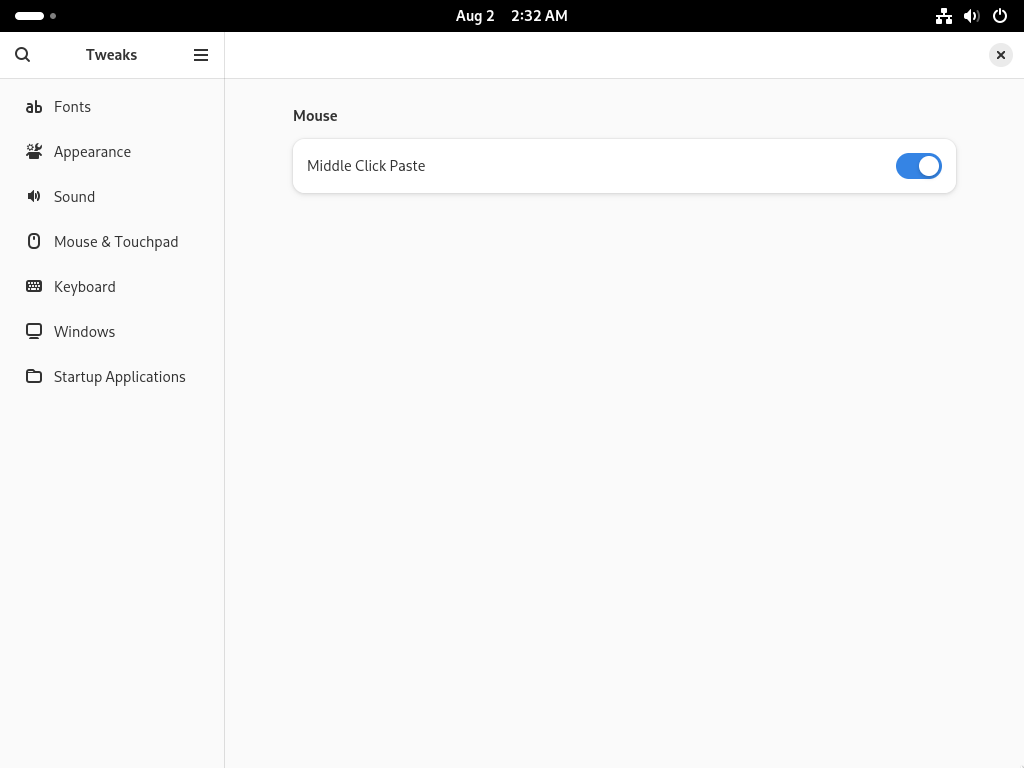 Aug 2 2:32 AM
Tweaks
Fonts
Appearance
Sound
Mouse & Touchpad
Keyboard
Windows
Startup Applications
Mouse
Middle Click Paste